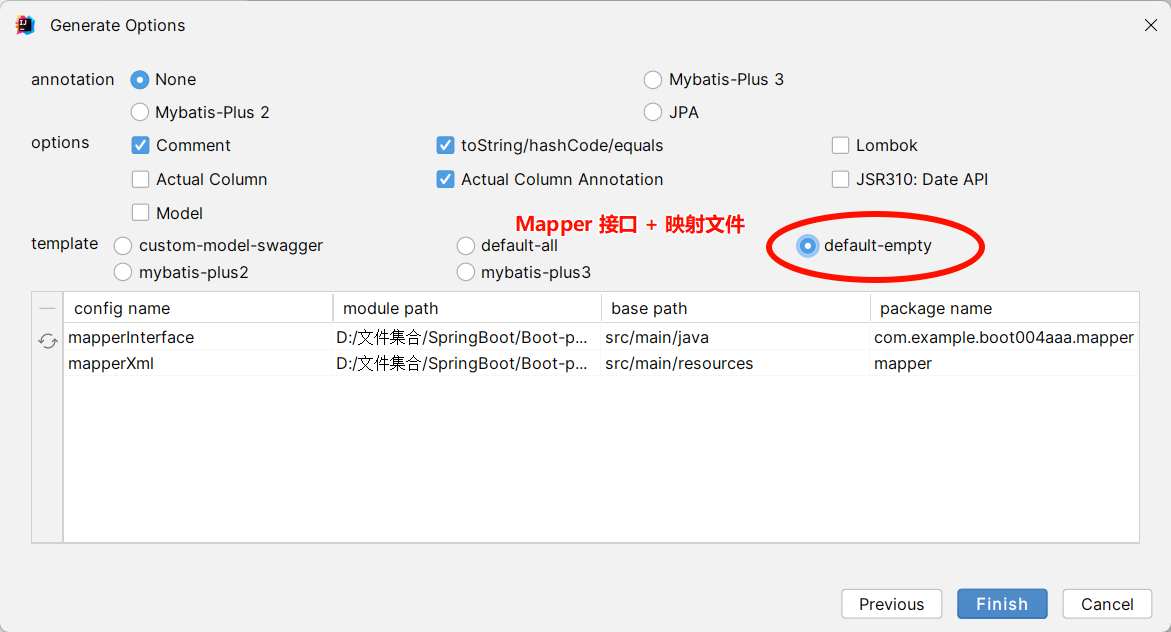 Generate Options
annotation None Mybatis-Plus 3
Mybatis-Plus 2 JPA
options Comment toString/hashCode/equals Lombok
Actual Column Actual Column Annotation JSR310: Date API
Model
Mapper 接口 + 映射文件
template custom-model-swagger default-all default-empty
mybatis-plus2 mybatis-plus3
config name module path base path package name
mapperInterface D:/文件集合/SpringBoot/Boot-p... src/main/java com.example.boot004aaa.mapper
mapperXml D:/文件集合/SpringBoot/Boot-p... src/main/resources mapper
Previous Finish Cancel